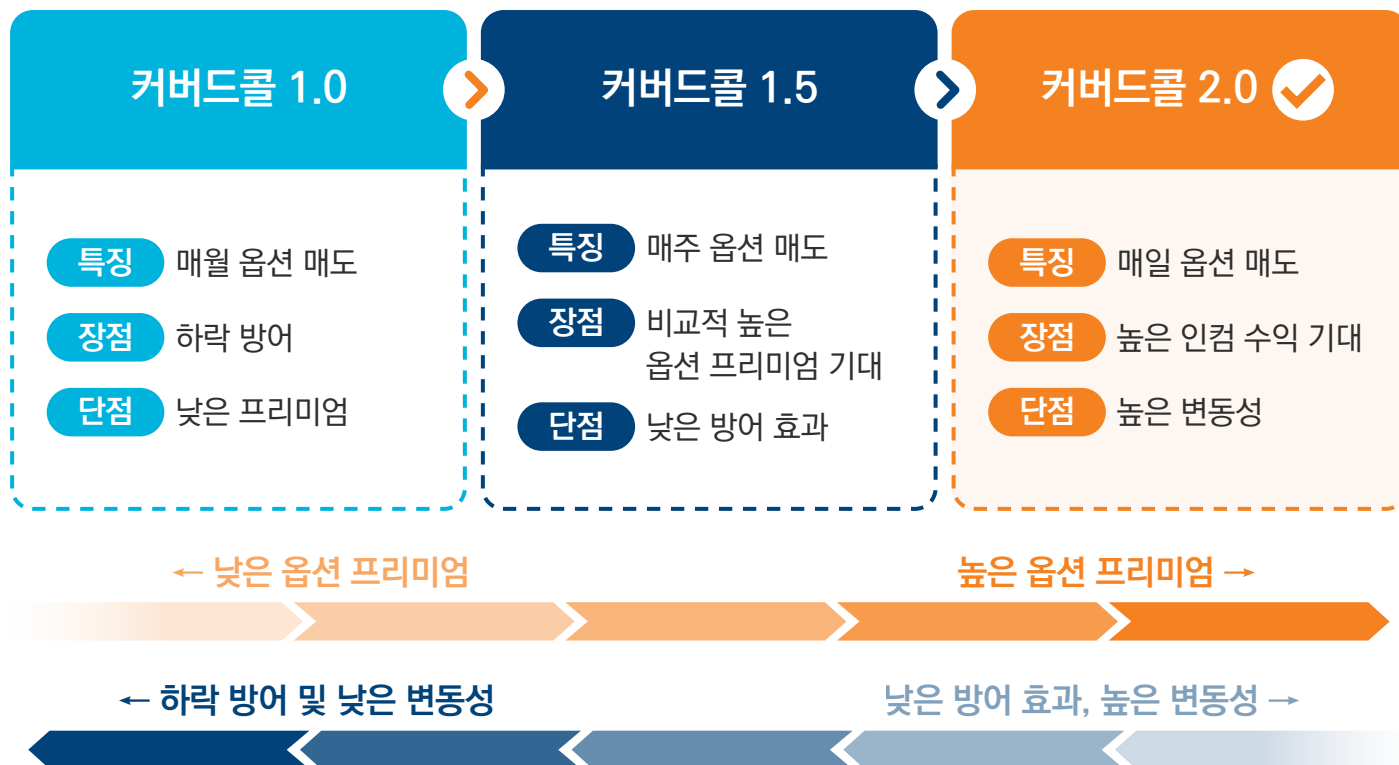 커버드콜 1.0
특징 매월 옵션 매도
장점 하락 방어
단점 낮은 프리미엄
커버드콜 1.5
특징 매주 옵션 매도
장점 비교적 높은
옵션 프리미엄 기대
단점 낮은 방어 효과
커버드콜 2.0
특징 매일 옵션 매도
장점 높은 인컴 수익 기대
단점 높은 변동성
← 낮은 옵션 프리미엄
높은 옵션 프리미엄 →
← 하락 방어 및 낮은 변동성
낮은 방어 효과, 높은 변동성 →